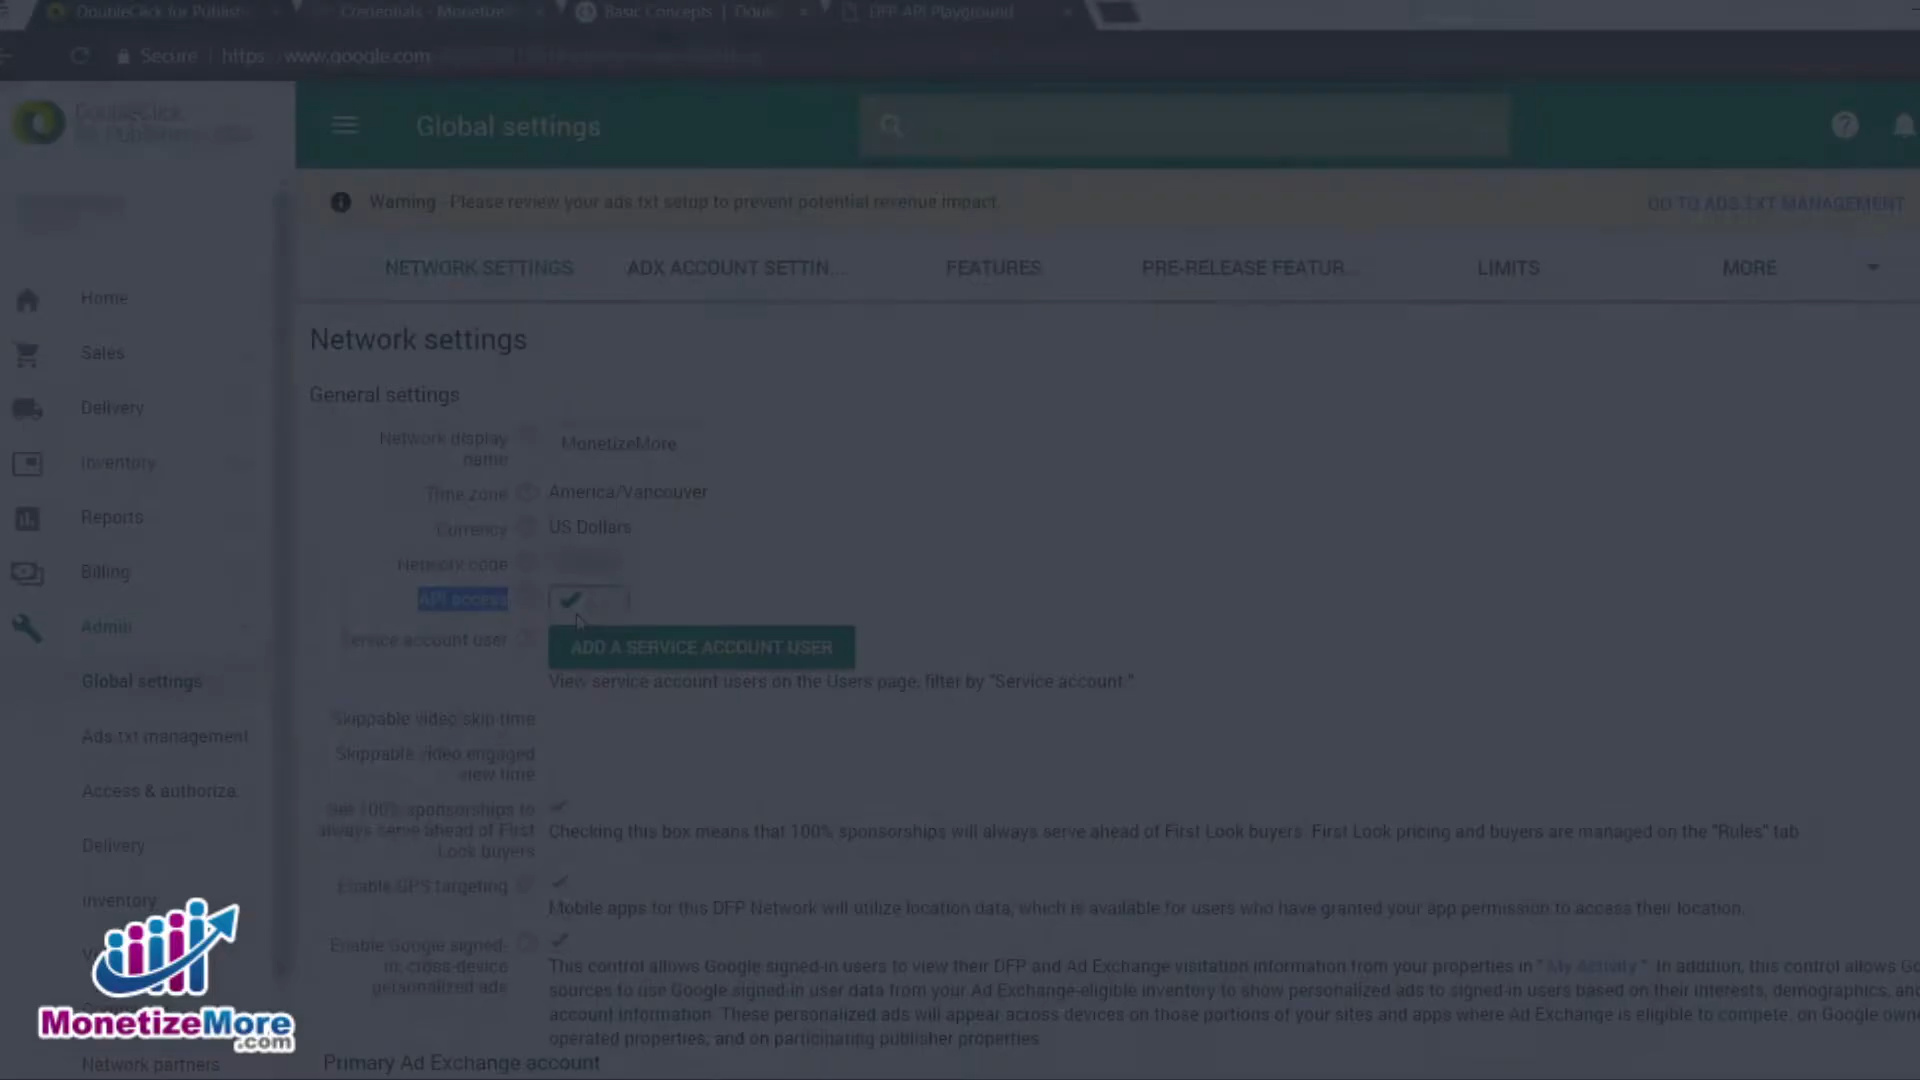 DoubleClick for Publish
Credentials - Monetize
Basic Concepts | Dou
DFP API Playground
Secure
https
www.google.com
DoubleClick
Global settings
Warning - Please review your ads.txt setup to prevent potential revenue impact.
GO TO ADS.TXT MANAGEMENT
NETWORK SETTINGS
ADX ACCOUNT SETTIN...
FEATURES
PRE-RELEASE FEATUR...
LIMITS
MORE
Home
Sales
Delivery
Inventory
Reports
Billing
Admin
Global settings
Ads.txt management
Access & authoriza.
Delivery
Inventory
Network partners
Network settings
General settings
Network display
name
MonetizeMore
Time zone
America/Vancouver
Currency
US Dollars
Network code
API access
Service account user
ADD A SERVICE ACCOUNT USER
View service account users on the Users page, filter by "Service account."
Skippable video skip time
Skippable video engaged
view time
Set 100% sponsorships to
always serve ahead of First
Look buyers
Checking this box means that 100% sponsorships will always serve ahead of First Look buyers. First Look pricing and buyers are managed on the "Rules" tab
Enable GPS targeting
Mobile apps for this DFP Network will utilize location data, which is available for users who have granted your app permission to access their location.
Enable Google signed-
in, cross-device
personalized ads
This control allows Google signed-in users to view their DFP and Ad Exchange visitation information from your properties in "My Activity". In addition, this control allows Go
sources to use Google signed-in user data from your Ad Exchange-eligible inventory to show personalized ads to signed-in users based on their interests, demographics, and
account information. These personalized ads will appear across devices on those portions of your sites and apps where Ad Exchange is eligible to compete, on Google owne
operated properties, and on participating publisher properties.
Primary Ad Exchange account
MonetizeMore
.com